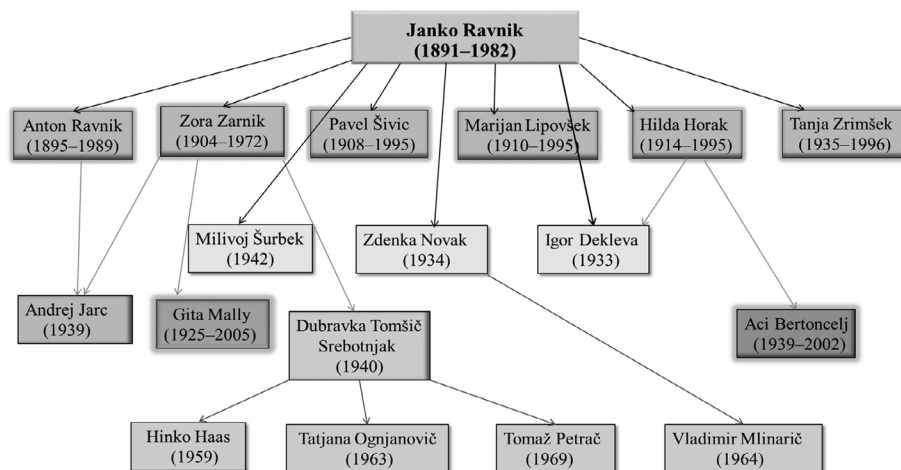 Janko Ravnik
(1891–1982)
Anton Ravnik
(1895–1989)
Zora Zarnik
(1904–1972)
Pavel Šivic
(1908–1995)
Marijan Lipovšek
(1910–1995)
Hilda Horak
(1914–1995)
Tanja Zrimšek
(1935–1996)
Milivoj Šurbek
(1942)
Zdenka Novak
(1934)
Igor Dekleva
(1933)
Andrej Jarc
(1939)
Gita Mally
(1925–2005)
Dubravka Tomšič
Srebotnjak
(1940)
Aci Bertoncelj
(1939–2002)
Hinko Haas
(1959)
Tatjana Ognjanovič
(1963)
Tomaž Petrač
(1969)
Vladimir Mlinarič
(1964)